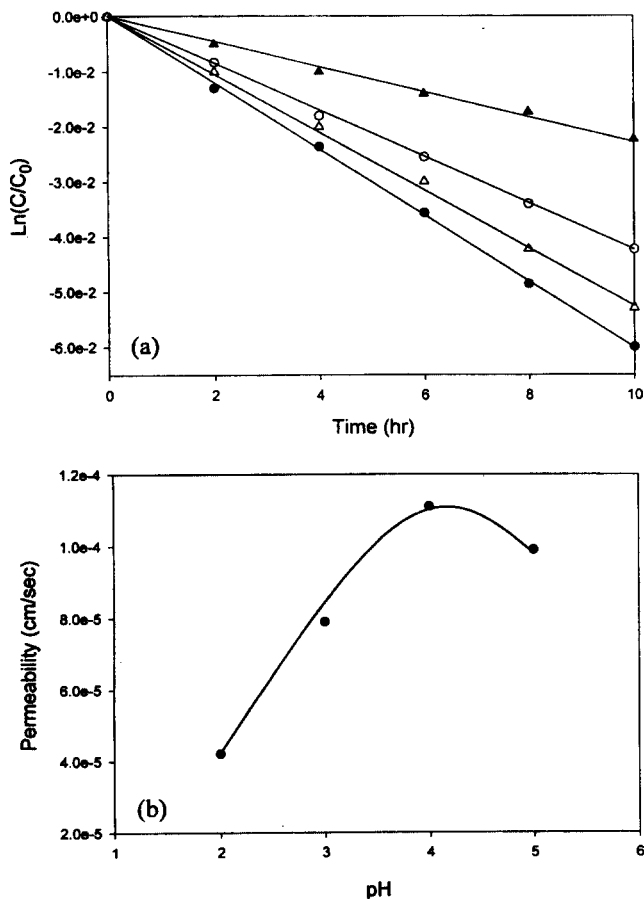 0.0e+0
-1.0e-2
-2.0e-2
-3.0e-2
-4.0e-2
-5.0e-2
-6.0e-2
Ln(C/C₀)
(a)
0 2 4 6 8 10
Time (hr)
1.2e-4
1.0e-4
8.0e-5
6.0e-5
4.0e-5
2.0e-5
Permeability (cm/sec)
(b)
1 2 3 4 5 6
pH